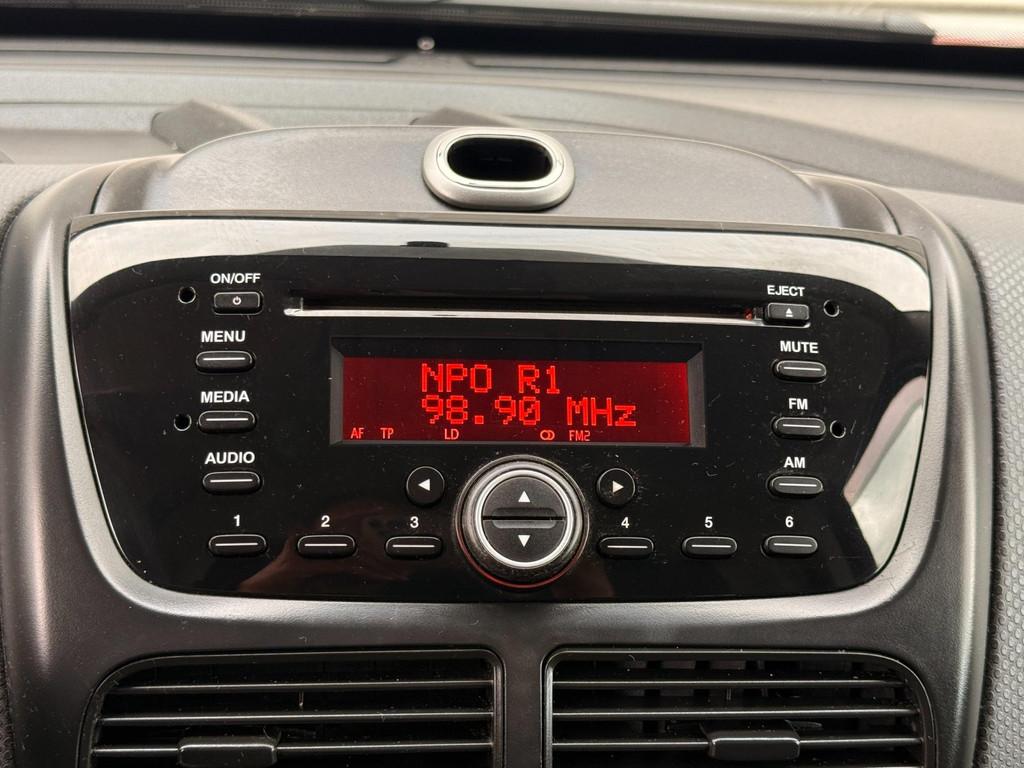 ON/OFF
EJECT
MENU
MUTE
NPO R1
98.90 MHz
MEDIA
FM
AF TP LD FM2
AUDIO
AM
1 2 3 4 5 6